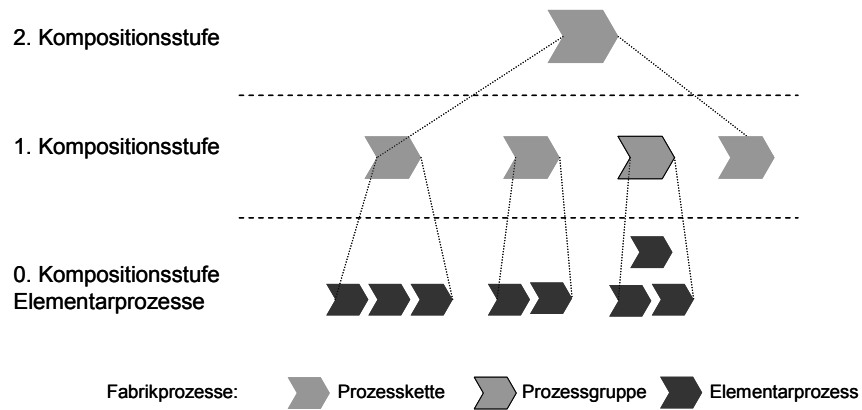 2. Kompositionsstufe
1. Kompositionsstufe
0. Kompositionsstufe
Elementarprozesse
Fabrikprozesse: Prozesskette Prozessgruppe Elementarprozess